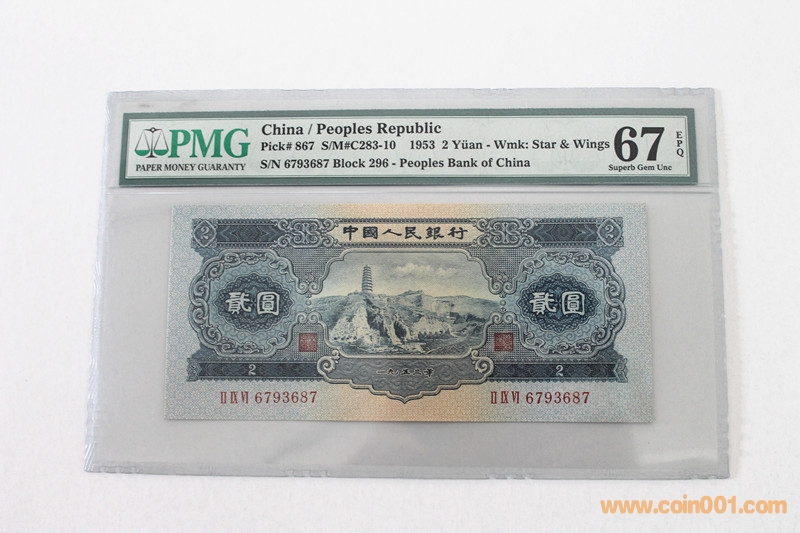 PMG
PAPER MONEY GUARANTY
China / Peoples Republic
Pick# 867 S/M#C283-10 1953 2 Yüan - Wmk: Star & Wings
S/N 6793687 Block 296 - Peoples Bank of China
67
EPQ
Superb Gem Unc
中國人民銀行
2 2
貳圓 貳圓
一九五三年
2 2
II IX VI 6793687 II IX VI 6793687
www.coin001.com